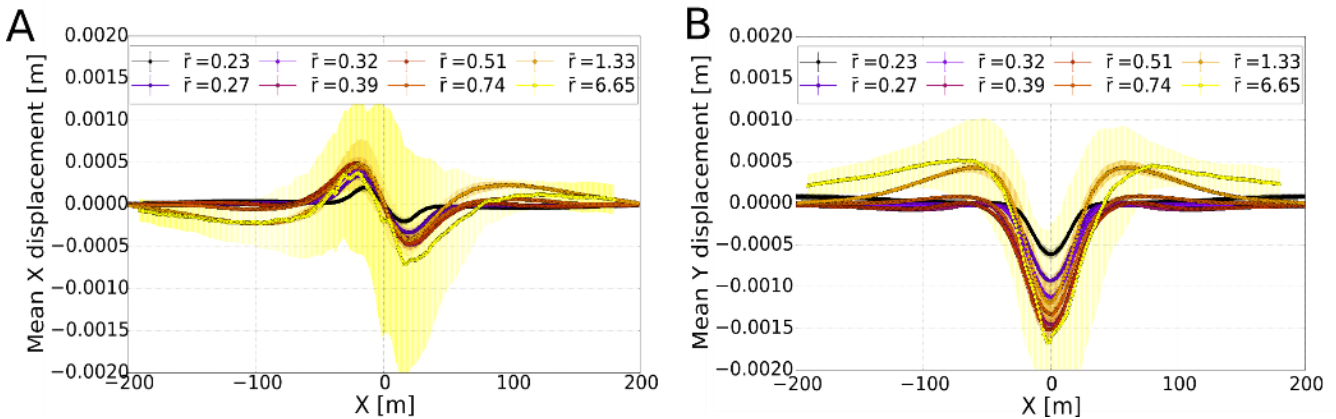 A
Mean X displacement [m]
0.0020
0.0015
0.0010
0.0005
0.0000
−0.0005
−0.0010
−0.0015
−0.0020
r̄ =0.23 r̄ =0.32 r̄ =0.51 r̄ =1.33
r̄ =0.27 r̄ =0.39 r̄ =0.74 r̄ =6.65
−200 −100 0 100 200
X [m]
B
Mean Y displacement [m]
0.0020
0.0015
0.0010
0.0005
0.0000
−0.0005
−0.0010
−0.0015
−0.0020
r̄ =0.23 r̄ =0.32 r̄ =0.51 r̄ =1.33
r̄ =0.27 r̄ =0.39 r̄ =0.74 r̄ =6.65
−200 −100 0 100 200
X [m]